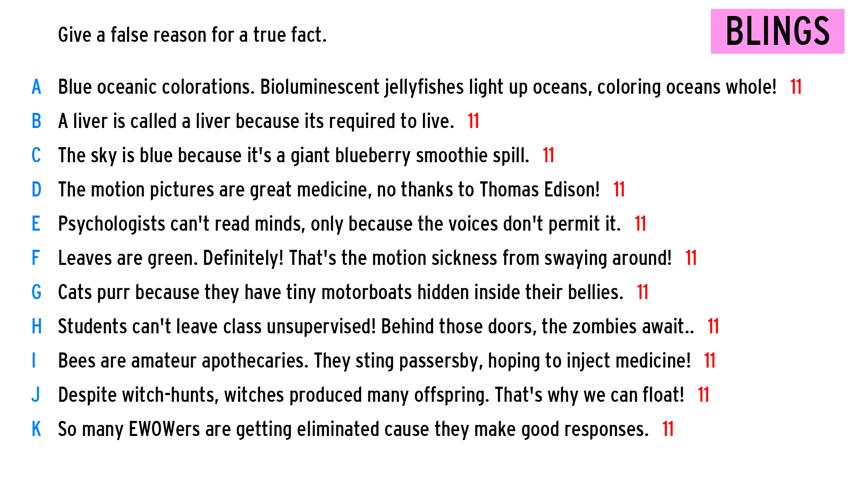 Give a false reason for a true fact.
BLINGS
A Blue oceanic colorations. Bioluminescent jellyfishes light up oceans, coloring oceans whole! 11
B A liver is called a liver because its required to live. 11
C The sky is blue because it's a giant blueberry smoothie spill. 11
D The motion pictures are great medicine, no thanks to Thomas Edison! 11
E Psychologists can't read minds, only because the voices don't permit it. 11
F Leaves are green. Definitely! That's the motion sickness from swaying around! 11
G Cats purr because they have tiny motorboats hidden inside their bellies. 11
H Students can't leave class unsupervised! Behind those doors, the zombies await.. 11
I Bees are amateur apothecaries. They sting passersby, hoping to inject medicine! 11
J Despite witch-hunts, witches produced many offspring. That's why we can float! 11
K So many EWOWers are getting eliminated cause they make good responses. 11